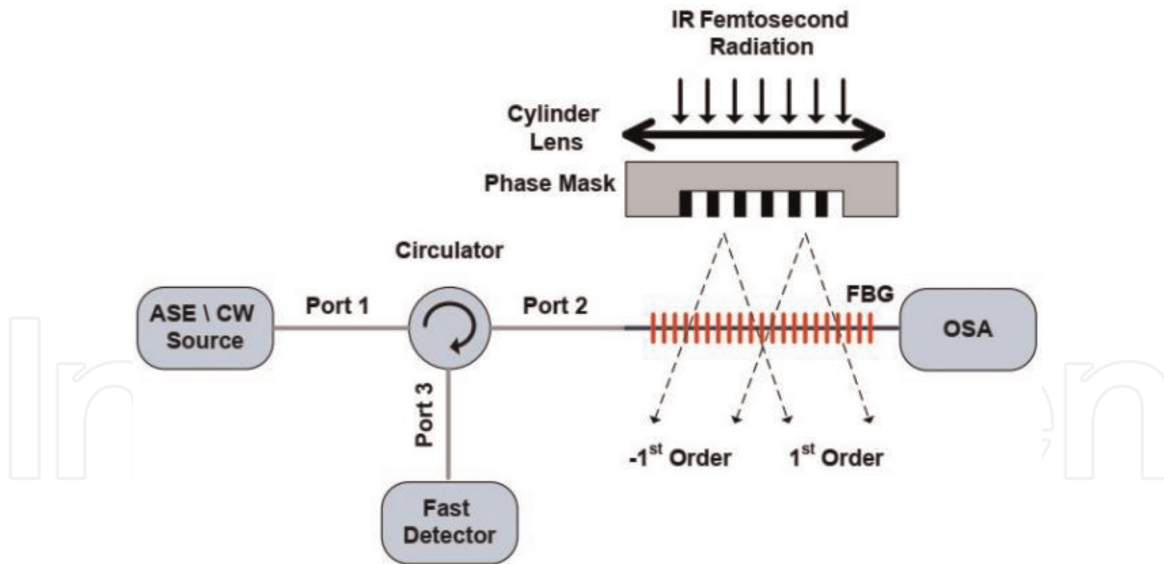 IR Femtosecond
Radiation
Cylinder
Lens
Phase Mask
Circulator
ASE \ CW
Source
Port 1
Port 2
FBG
OSA
Port 3
-1st Order
1st Order
Fast
Detector